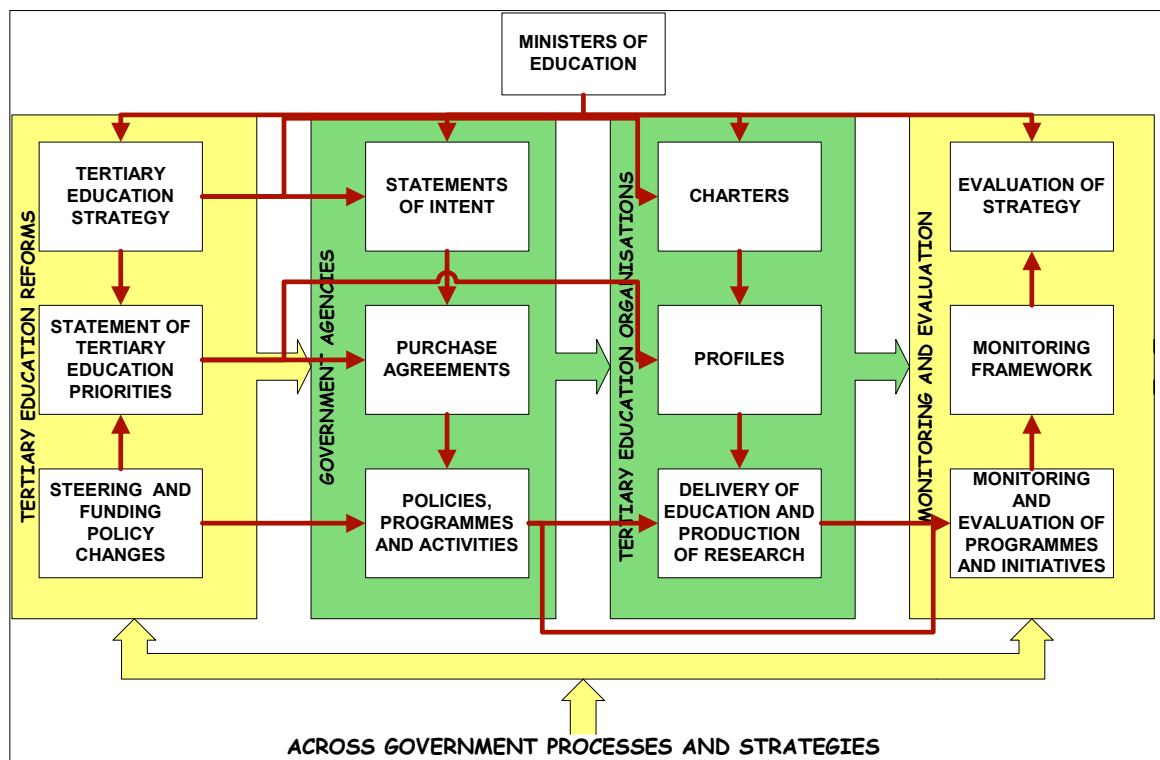 MINISTERS OF
EDUCATION
TERTIARY EDUCATION REFORMS
TERTIARY
EDUCATION
STRATEGY
STATEMENT OF
TERTIARY
EDUCATION
PRIORITIES
STEERING AND
FUNDING
POLICY
CHANGES
GOVERNMENT AGENCIES
STATEMENTS
OF INTENT
PURCHASE
AGREEMENTS
POLICIES,
PROGRAMMES
AND ACTIVITIES
TERTIARY EDUCATION ORGANISATIONS
CHARTERS
PROFILES
DELIVERY OF
EDUCATION AND
PRODUCTION
OF RESEARCH
MONITORING AND EVALUATION
EVALUATION OF
STRATEGY
MONITORING
FRAMEWORK
MONITORING
AND
EVALUATION OF
PROGRAMMES
AND INITIATIVES
ACROSS GOVERNMENT PROCESSES AND STRATEGIES